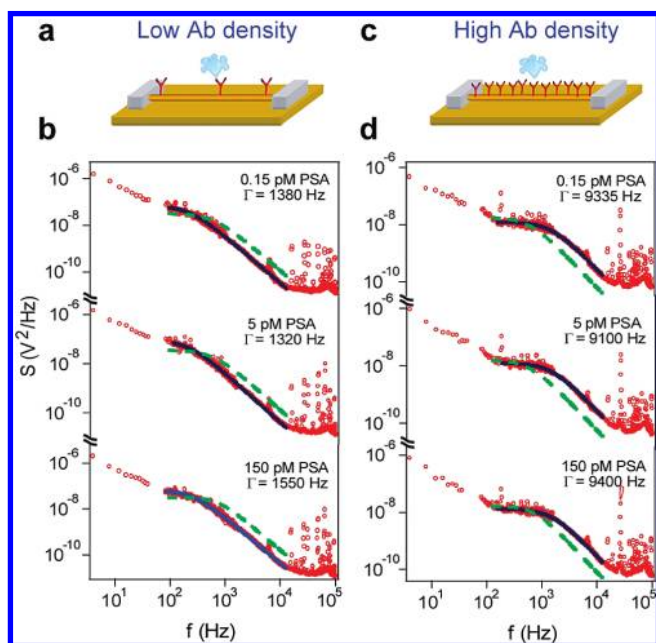 a Low Ab density
c High Ab density
b
d
S (V²/Hz)
10⁻⁶
10⁻⁸
10⁻¹⁰
0.15 pM PSA
Γ = 1380 Hz
10⁻⁶
10⁻⁸
10⁻¹⁰
5 pM PSA
Γ = 1320 Hz
10⁻⁶
10⁻⁸
10⁻¹⁰
150 pM PSA
Γ = 1550 Hz
10¹ 10² 10³ 10⁴ 10⁵
f (Hz)
10⁻⁶
10⁻⁸
10⁻¹⁰
0.15 pM PSA
Γ = 9335 Hz
10⁻⁶
10⁻⁸
10⁻¹⁰
5 pM PSA
Γ = 9100 Hz
10⁻⁶
10⁻⁸
10⁻¹⁰
150 pM PSA
Γ = 9400 Hz
10¹ 10² 10³ 10⁴ 10⁵
f (Hz)